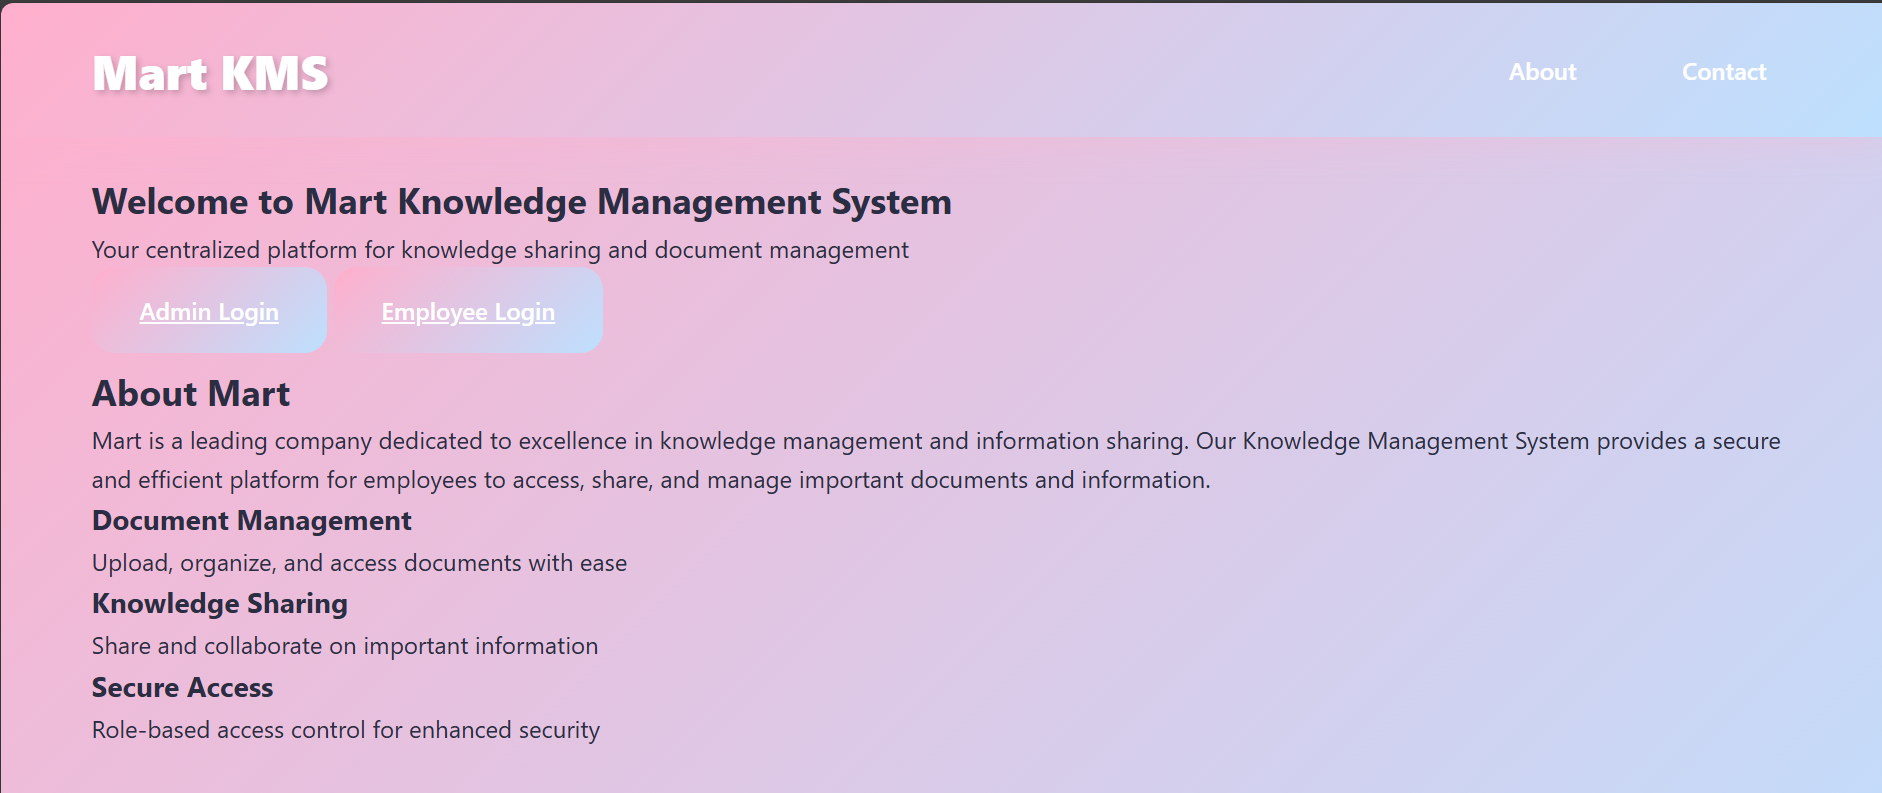 Mart KMS
About
Contact
Welcome to Mart Knowledge Management System
Your centralized platform for knowledge sharing and document management
Admin Login
Employee Login
About Mart
Mart is a leading company dedicated to excellence in knowledge management and information sharing. Our Knowledge Management System provides a secure
and efficient platform for employees to access, share, and manage important documents and information.
Document Management
Upload, organize, and access documents with ease
Knowledge Sharing
Share and collaborate on important information
Secure Access
Role-based access control for enhanced security